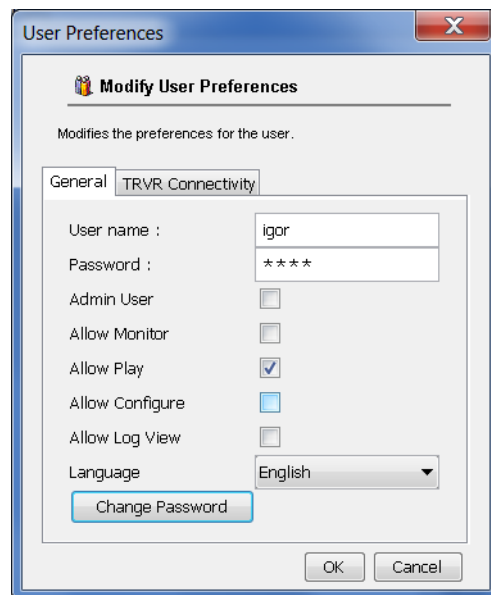 User Preferences
Modify User Preferences
Modifies the preferences for the user.
General TRVR Connectivity
User name : igor
Password : ****
Admin User
Allow Monitor
Allow Play
Allow Configure
Allow Log View
Language English
Change Password
OK Cancel